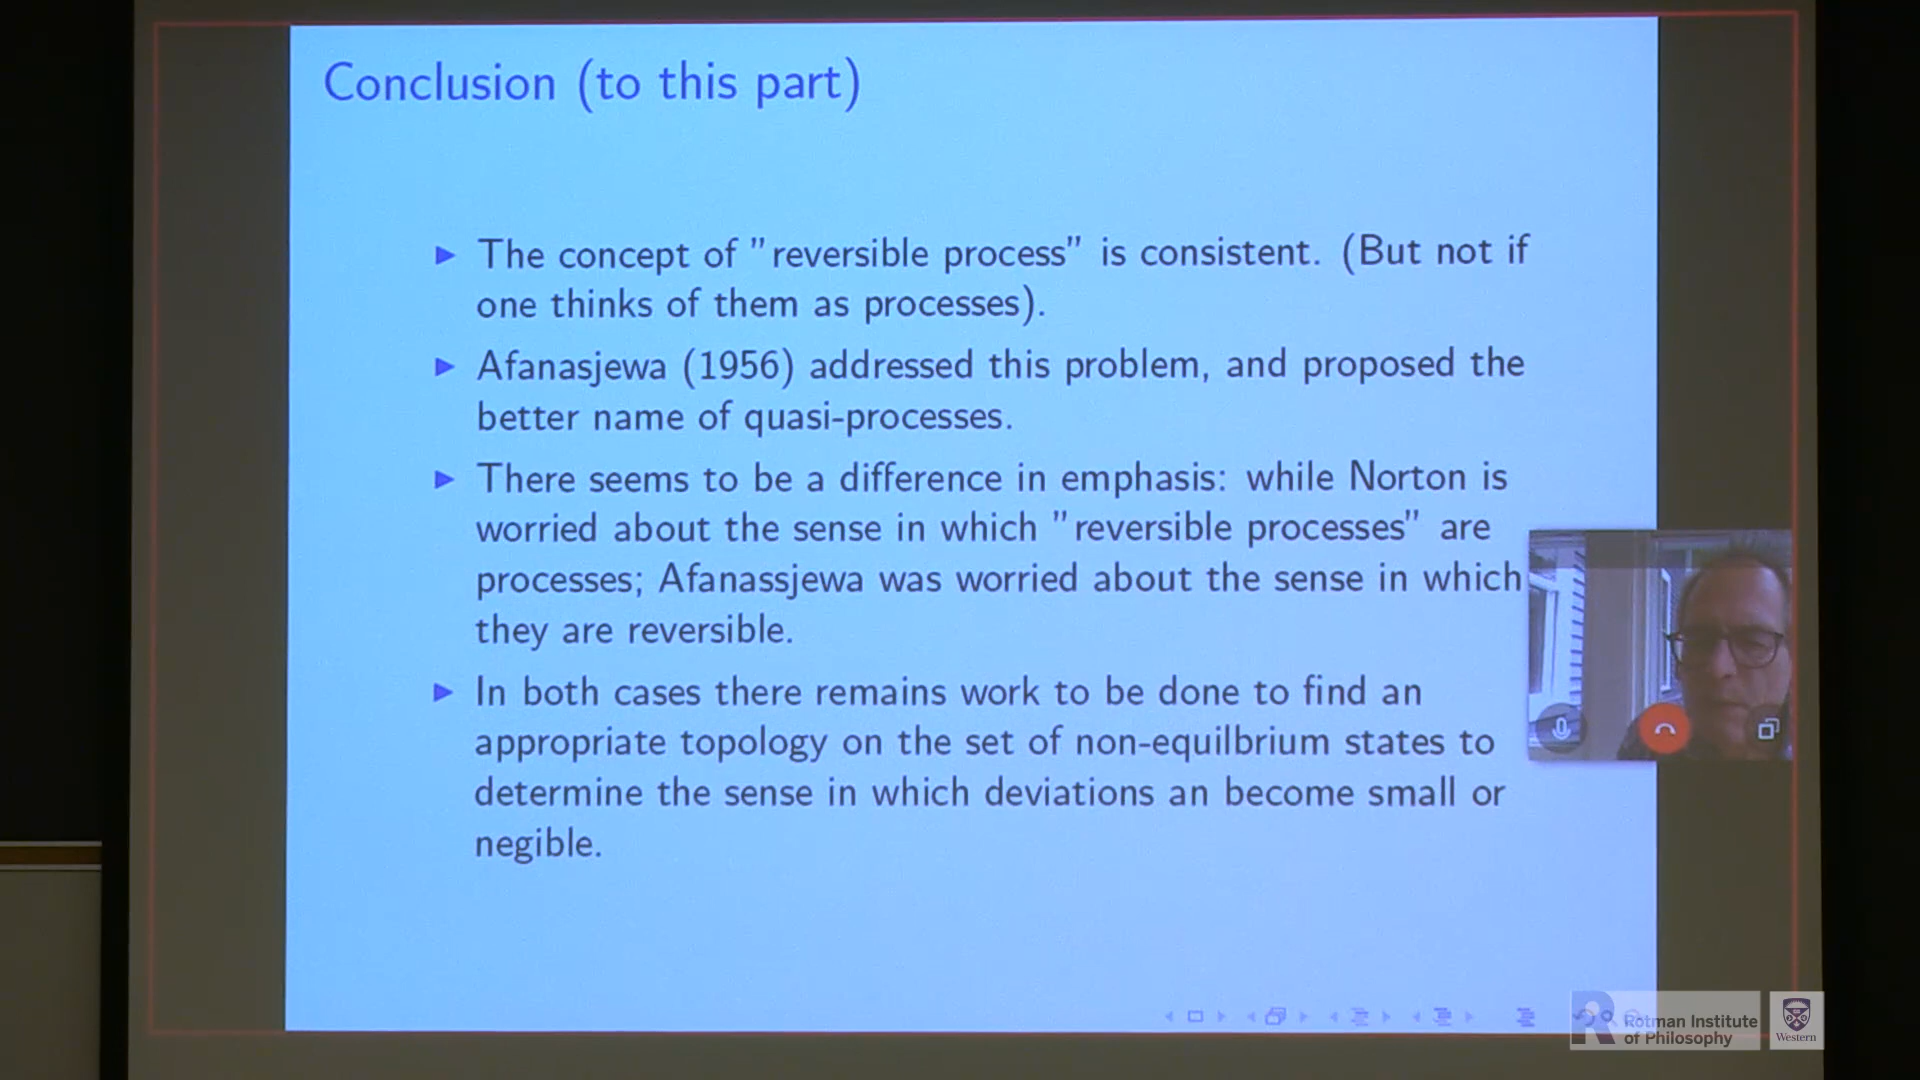 Conclusion (to this part)
▶ The concept of "reversible process" is consistent. (But not if
one thinks of them as processes).
▶ Afanasjewa (1956) addressed this problem, and proposed the
better name of quasi-processes.
▶ There seems to be a difference in emphasis: while Norton is
worried about the sense in which "reversible processes" are
processes; Afanassjewa was worried about the sense in which
they are reversible.
▶ In both cases there remains work to be done to find an
appropriate topology on the set of non-equilbrium states to
determine the sense in which deviations an become small or
negible.
R Rotman Institute
of Philosophy
Western